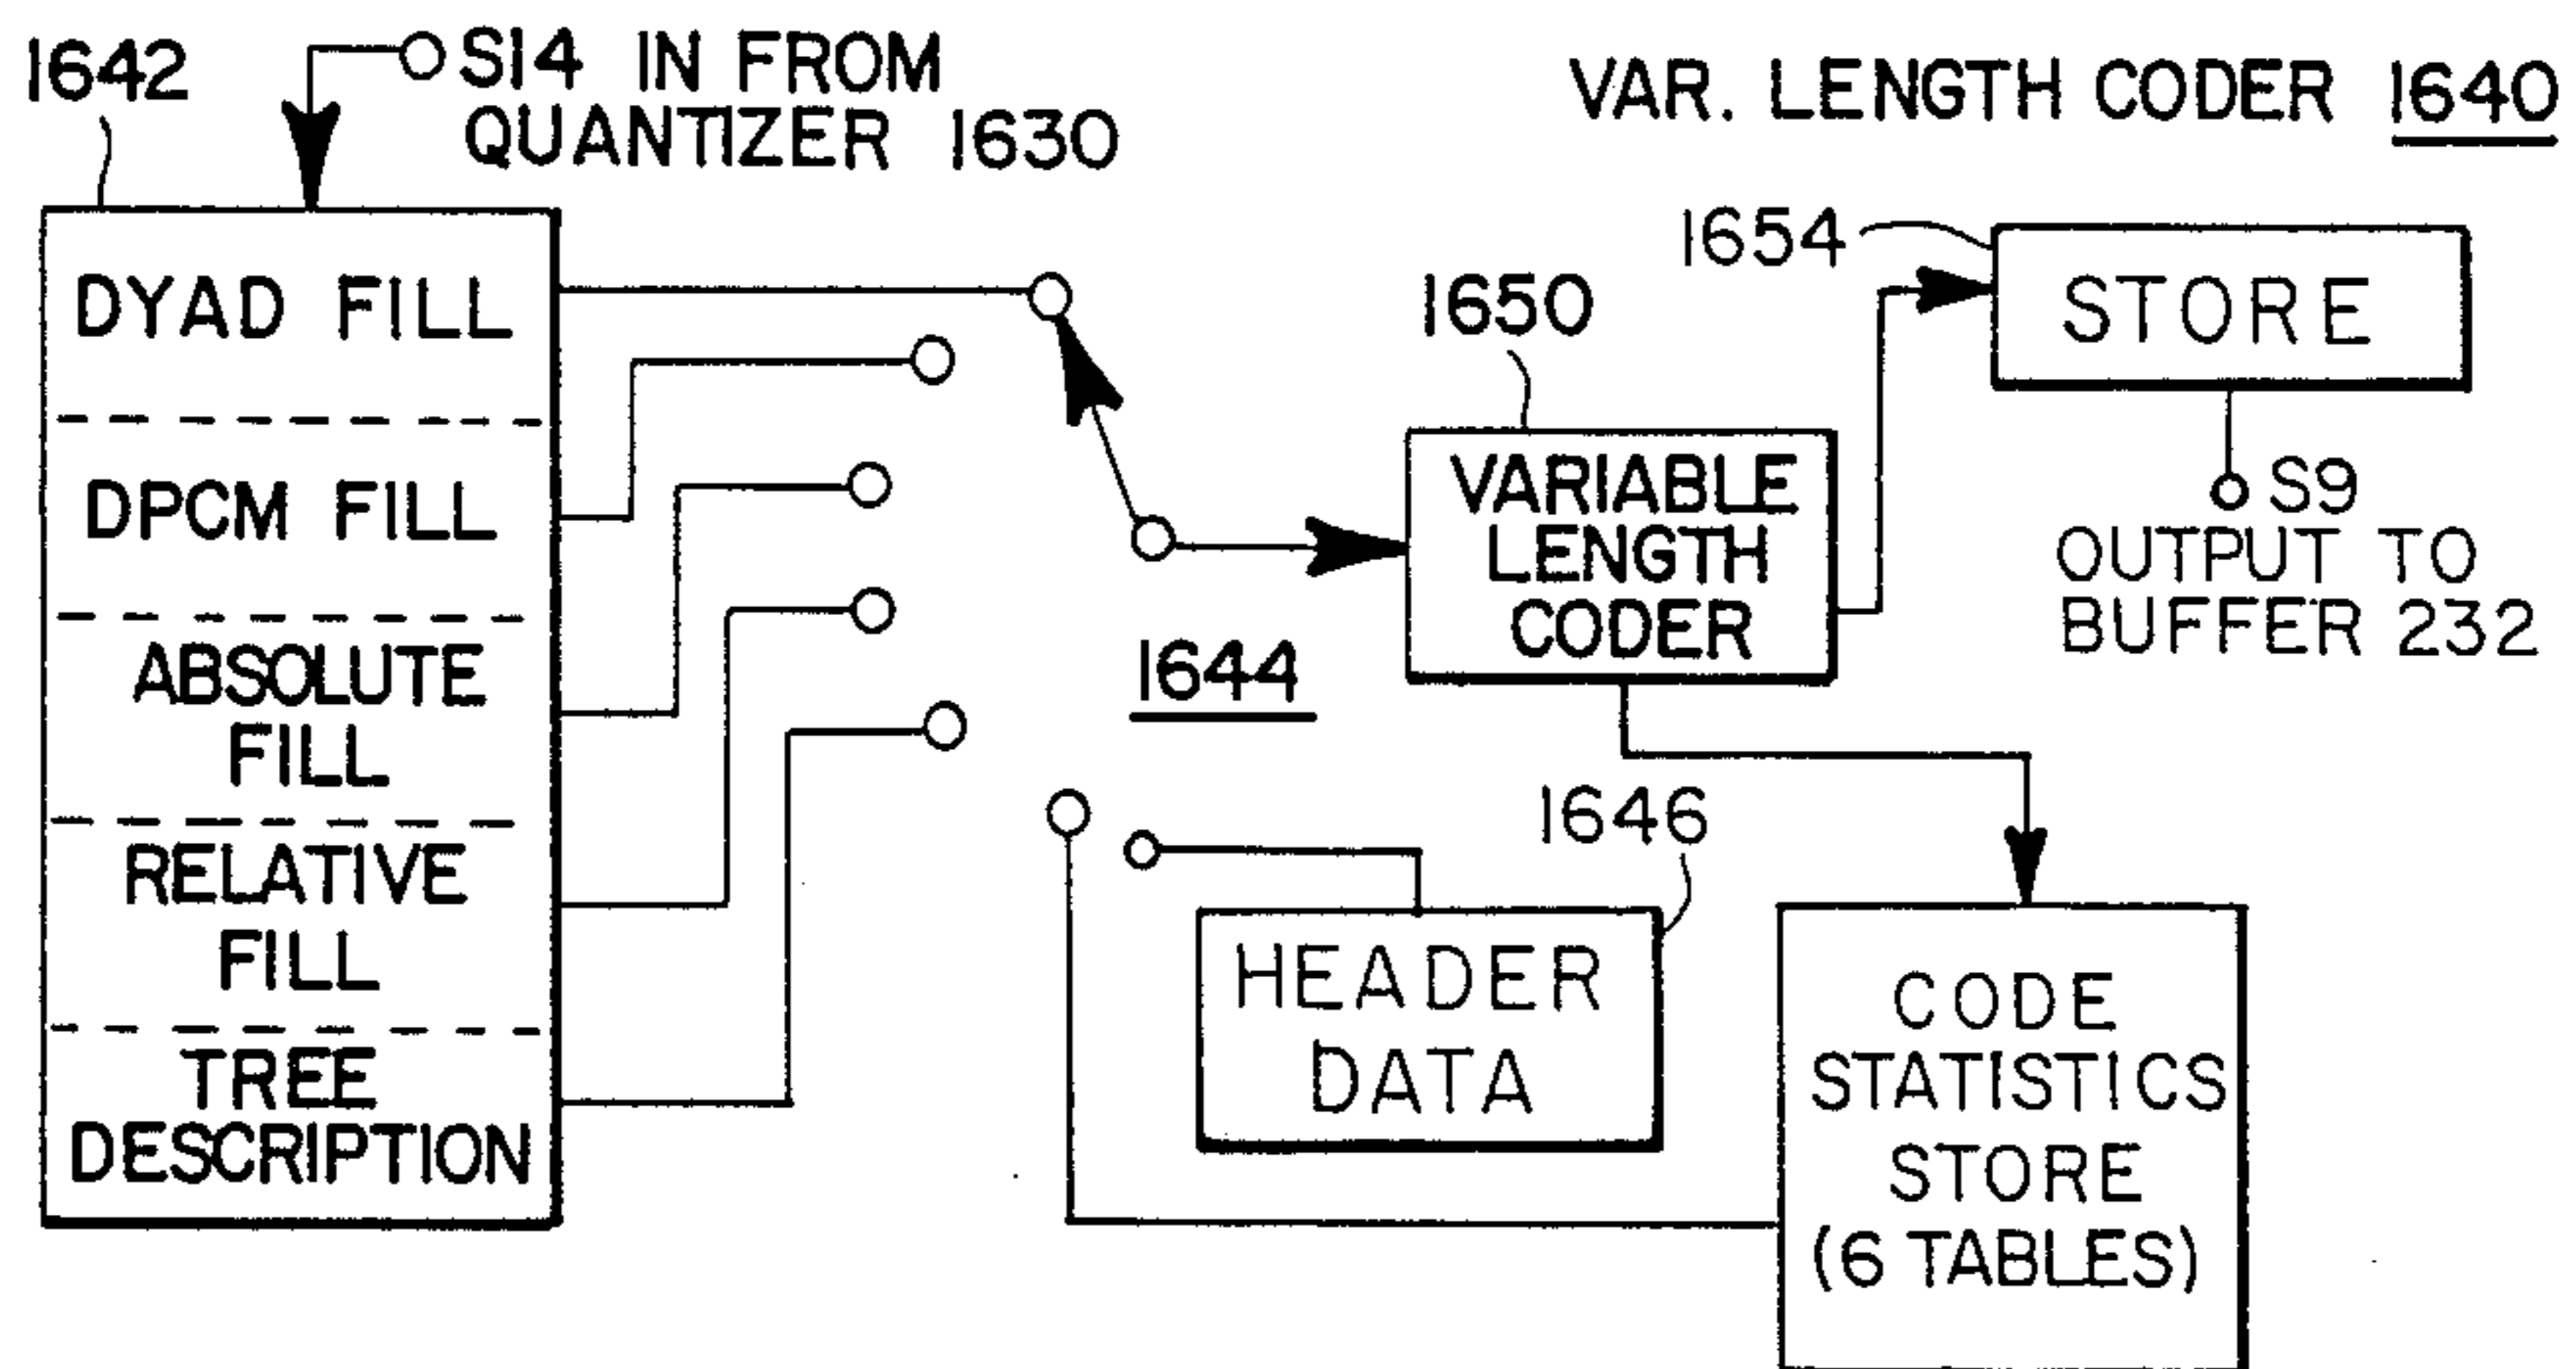 1642
S14 IN FROM
QUANTIZER 1630
VAR. LENGTH CODER 1640
DYAD FILL
DPCM FILL
ABSOLUTE
FILL
RELATIVE
FILL
TREE
DESCRIPTION
1644
1650
VARIABLE
LENGTH
CODER
1654
STORE
S9
OUTPUT TO
BUFFER 232
1646
HEADER
DATA
CODE
STATISTICS
STORE
(6 TABLES)